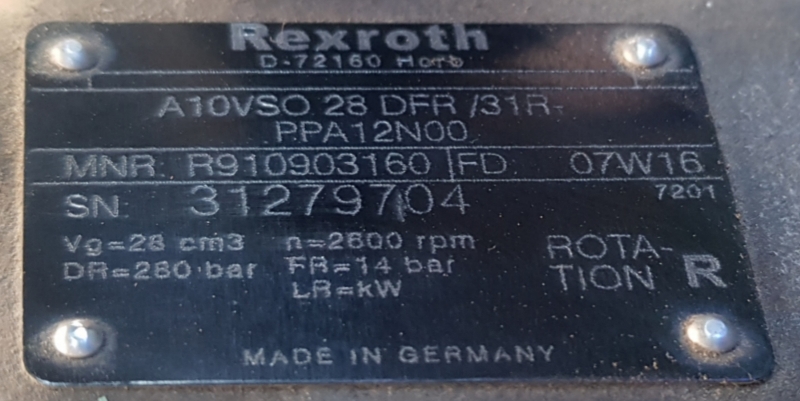 Rexroth
D-72160 Horb
A10VSO 28 DFR /31R-
PPA12N00
MNR: R910903160 FD: 07W16
SN: 31279704 7201
Vg=28 cm3 n=2600 rpm
DR=280 bar FR=14 bar
LR=kW
ROTA-
TION R
MADE IN GERMANY